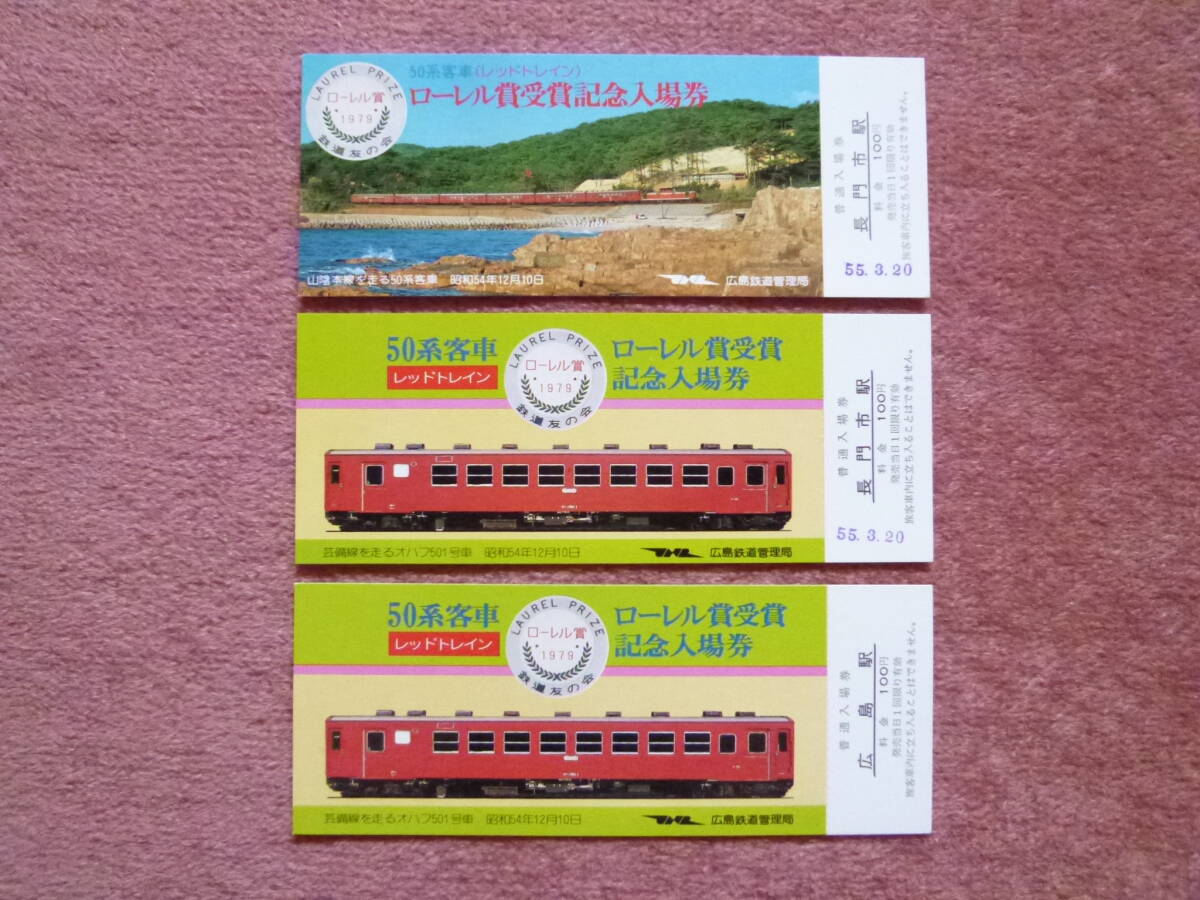 50系客車(レッドトレイン)
ローレル賞受賞記念入場券
LAUREL PRIZE
ローレル賞
1979
鉄道友の会
山陰本線を走る50系客車 昭和54年12月10日
広島鉄道管理局
普通入場券
長門市駅
料金 100円
発売当日1回限り有効
旅客車内に立ち入ることはできません。
55.3.20
50系客車
レッドトレイン
LAUREL PRIZE
ローレル賞
1979
鉄道友の会
ローレル賞受賞
記念入場券
芸備線を走るオハフ501号車 昭和54年12月10日
広島鉄道管理局
普通入場券
長門市駅
料金 100円
発売当日1回限り有効
旅客車内に立ち入ることはできません。
55.3.20
50系客車
レッドトレイン
LAUREL PRIZE
ローレル賞
1979
鉄道友の会
ローレル賞受賞
記念入場券
芸備線を走るオハフ501号車 昭和54年12月10日
広島鉄道管理局
普通入場券
広島駅
料金 100円
発売当日1回限り有効
旅客車内に立ち入ることはできません。